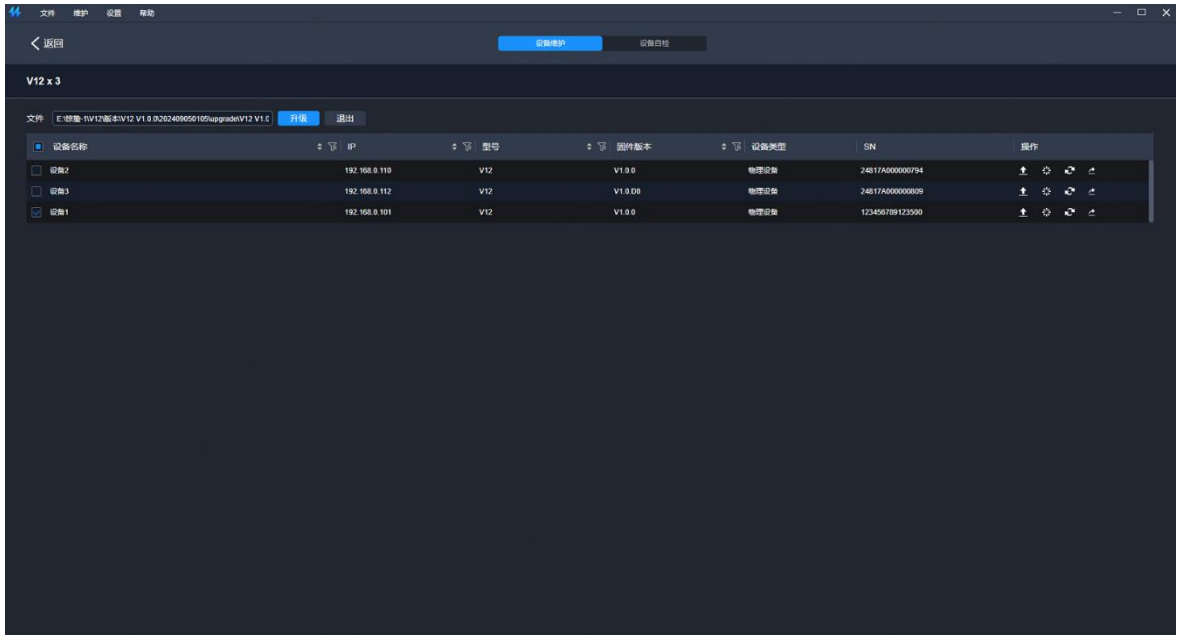 文件 维护 设置 帮助
返回 设备维护 设备自检
V12 x 3
文件 E:\惊蛰-1\V12\版本\V12 V1.0.0\202409050105\upgrade\V12 V1.0 升级 退出
设备名称 IP 型号 固件版本 设备类型 SN 操作
设备2 192.168.0.110 V12 V1.0.0 物理设备 24817A000000794
设备3 192.168.0.112 V1.0.D0 物理设备 24817A000000809
设备1 192.168.0.101 V12 V1.0.0 物理设备 123456789123500